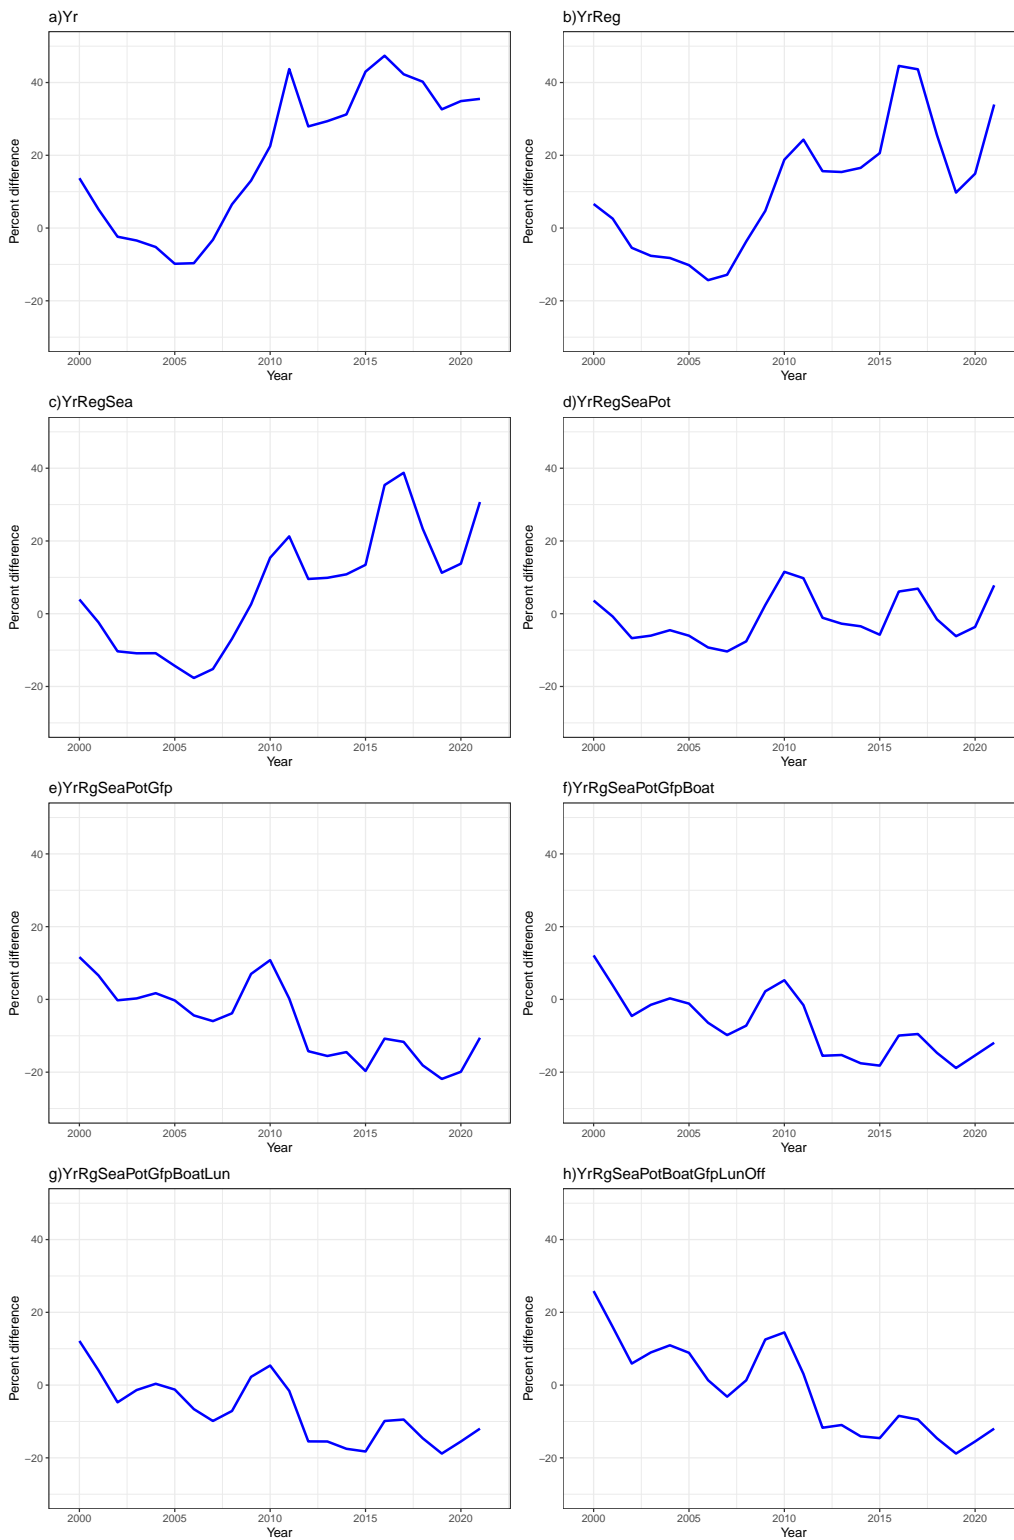 a)Yr
Percent difference
40
20
0
−20
2000 2005 2010 2015 2020
Year
b)YrReg
Percent difference
40
20
0
−20
2000 2005 2010 2015 2020
Year
c)YrRegSea
Percent difference
40
20
0
−20
2000 2005 2010 2015 2020
Year
d)YrRegSeaPot
Percent difference
40
20
0
−20
2000 2005 2010 2015 2020
Year
e)YrRgSeaPotGfp
Percent difference
40
20
0
−20
2000 2005 2010 2015 2020
Year
f)YrRgSeaPotGfpBoat
Percent difference
40
20
0
−20
2000 2005 2010 2015 2020
Year
g)YrRgSeaPotGfpBoatLun
Percent difference
40
20
0
−20
2000 2005 2010 2015 2020
Year
h)YrRgSeaPotBoatGfpLunOff
Percent difference
40
20
0
−20
2000 2005 2010 2015 2020
Year